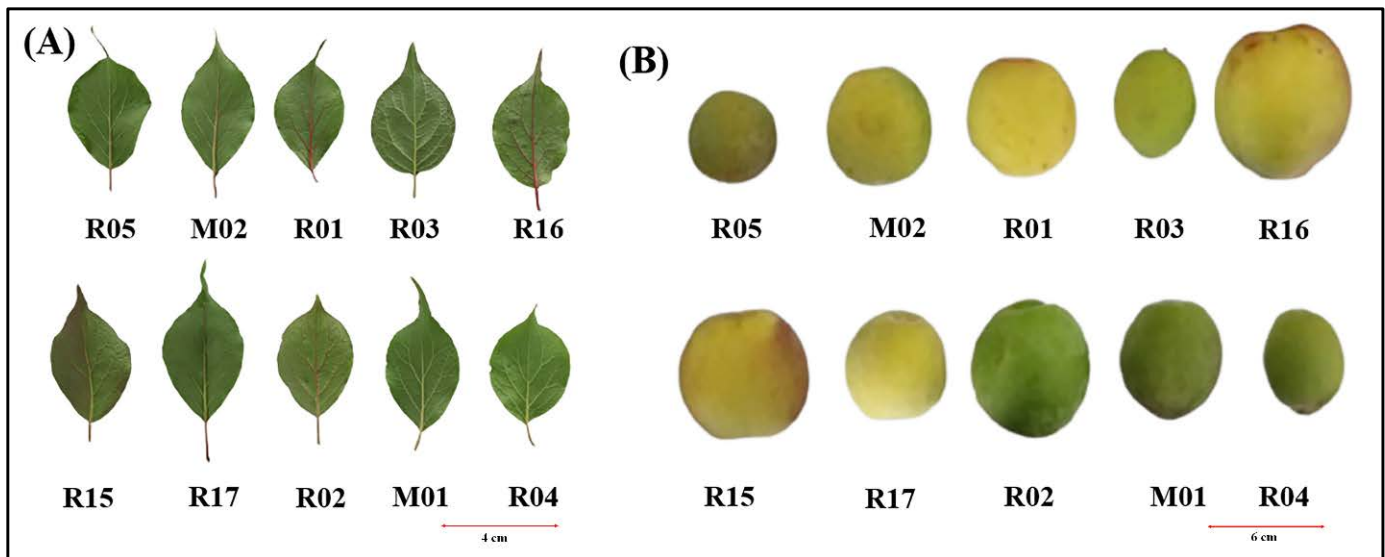 (A)
R05 M02 R01 R03 R16
R15 R17 R02 M01 R04
4 cm
(B)
R05 M02 R01 R03 R16
R15 R17 R02 M01 R04
6 cm